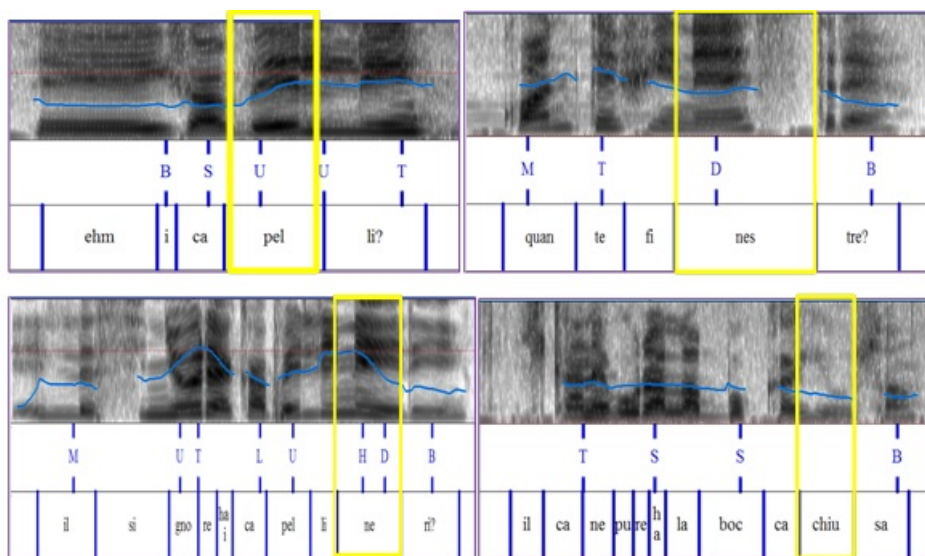 B S U U T
ehm i ca pel li?
M T D B
quan te fi nes tre?
M U T L U H D B
il si gno re ha i ca pel li ne ri?
T S S B
il ca ne pu re ha la boc ca chiu sa